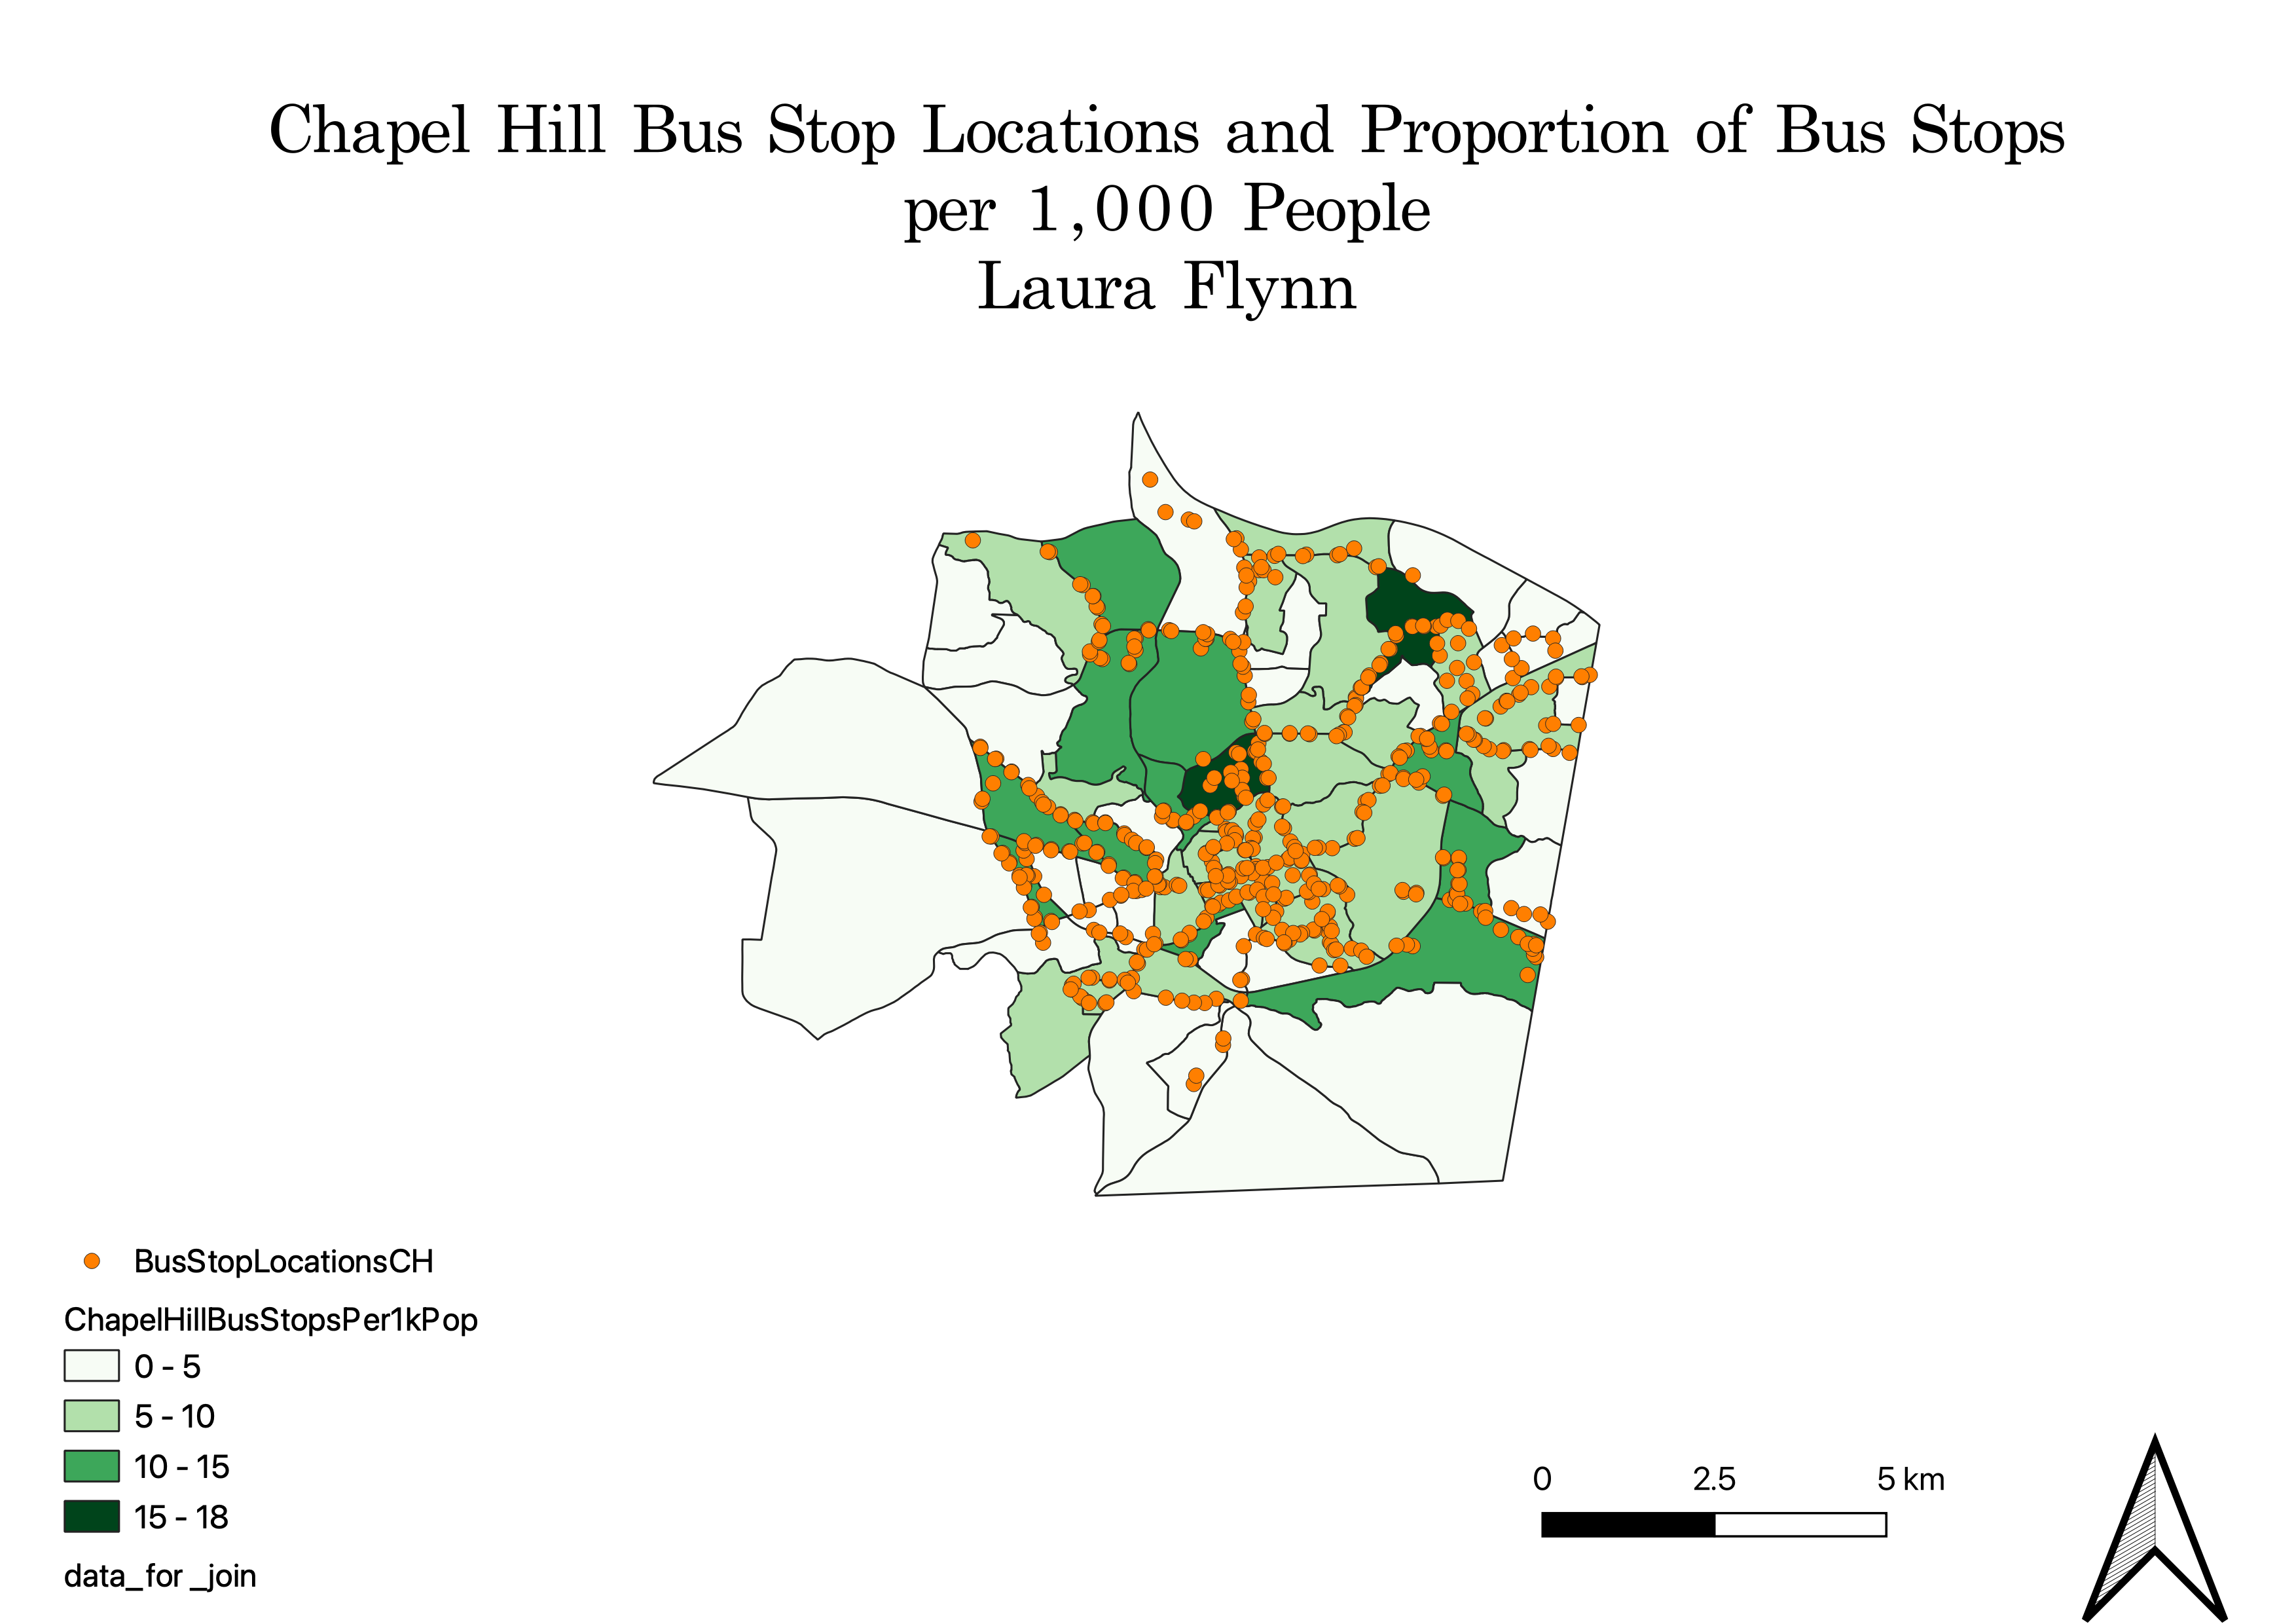 Chapel Hill Bus Stop Locations and Proportion of Bus Stops
per 1,000 People
Laura Flynn
BusStopLocationsCH
ChapelHillBusStopsPer1kPop
0 - 5
5 - 10
10 - 15
15 - 18
data_for _join
0 2.5 5 km